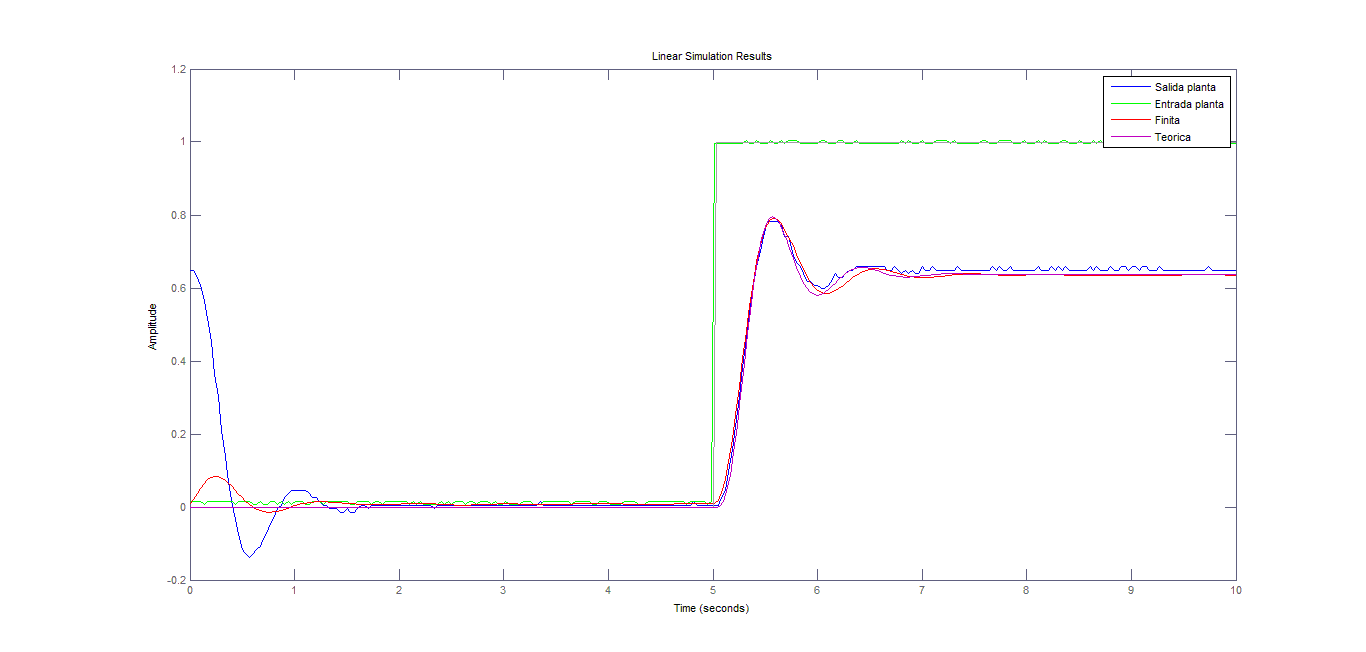 Linear Simulation Results
1.2
1
0.8
0.6
0.4
0.2
0
-0.2
Amplitude
Salida planta
Entrada planta
Finita
Teorica
0 1 2 3 4 5 6 7 8 9 10
Time (seconds)